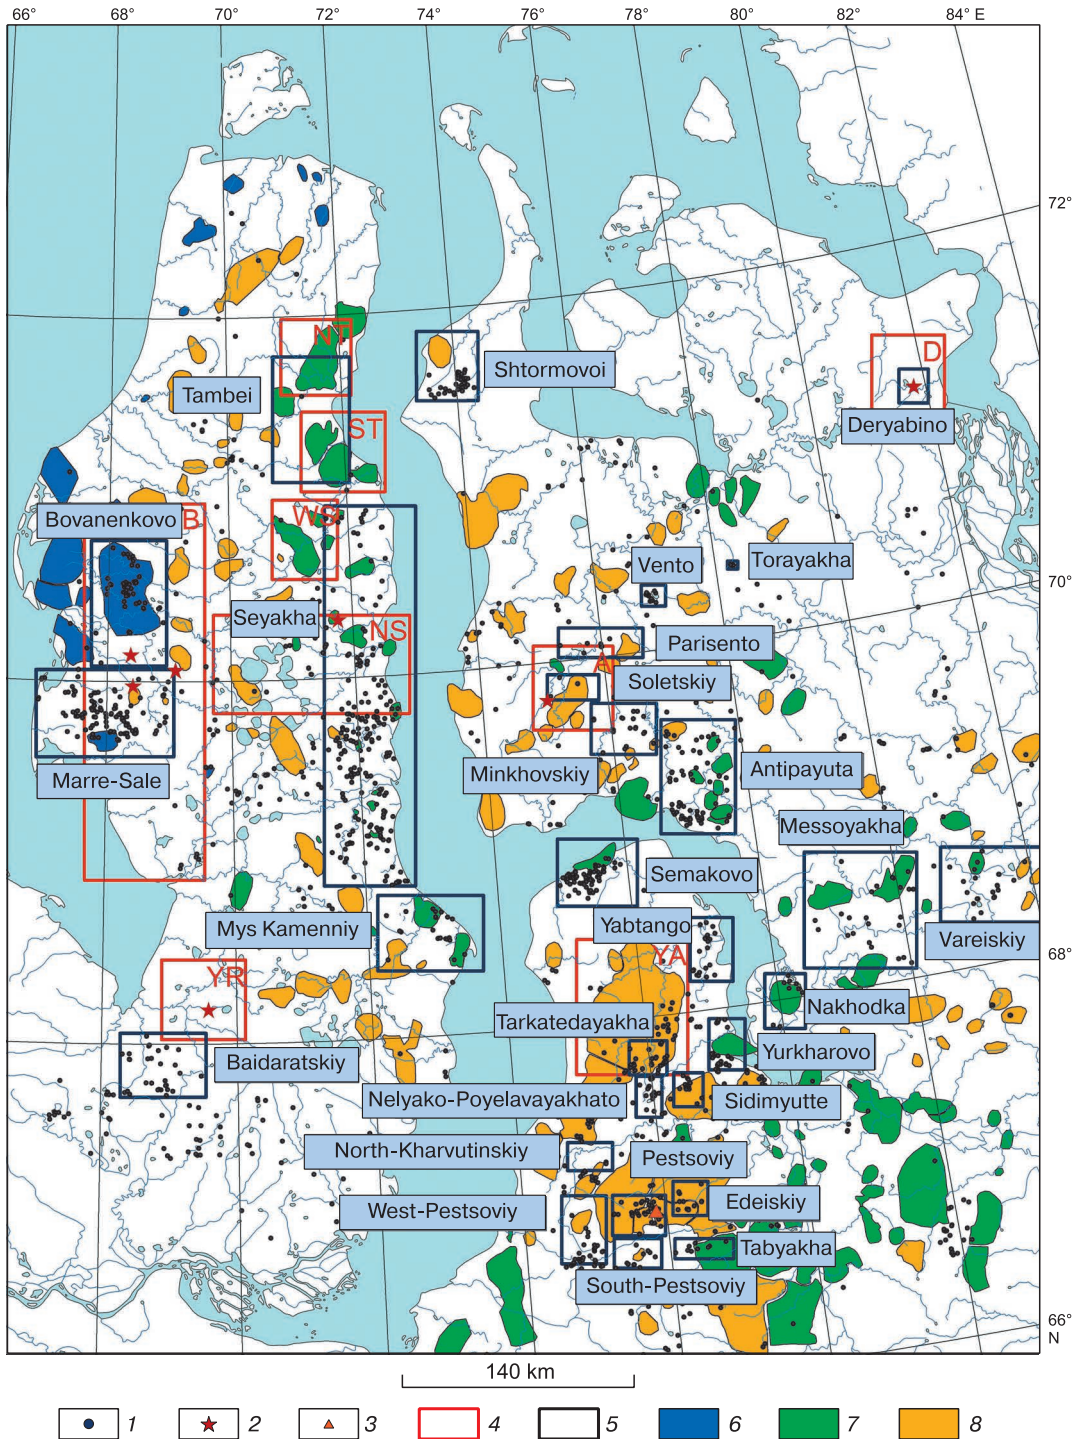 66° 70° 72° 74° 76° 78° 80° 82° 84° E
72°
NT
D
Shtormovoi
Tambei
Deryabino
ST
Bovanenkovo
B
WS
Torayakha
Vento
70°
Seyakha
NS
Parisento
A
Soletskiy
Minkhovskiy
Antipayuta
Marre-Sale
Messoyakha
Semakovo
Mys Kamenniy
Yabtango
Vareiskiy
YA
68°
YR
Nakhodka
Tarkatedayakha
Yurkharovo
Baidaratskiy
Nelyako-Poyelavayakhato
Sidimyutte
North-Kharvutinskiy
Pestsoviy
West-Pestsoviy
Edeiskiy
Tabyakha
South-Pestsoviy
66°
N
140 km
1 2 3 4 5 6 7 8